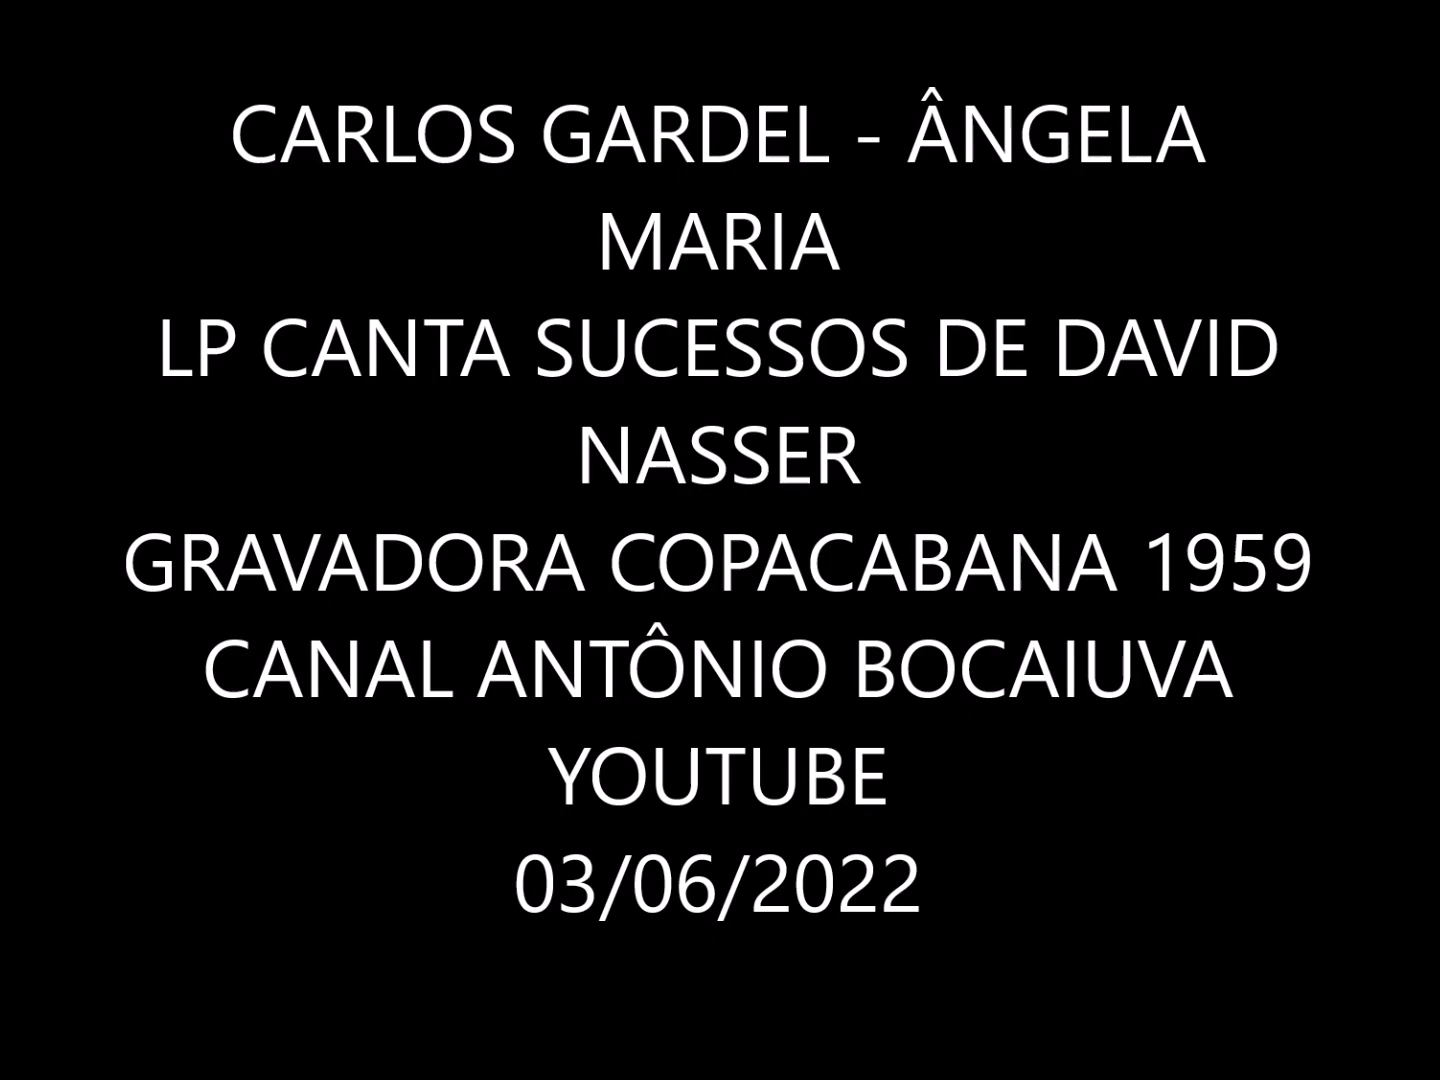 CARLOS GARDEL - ÂNGELA
MARIA
LP CANTA SUCESSOS DE DAVID
NASSER
GRAVADORA COPACABANA 1959
CANAL ANTÔNIO BOCAIUVA
YOUTUBE
03/06/2022